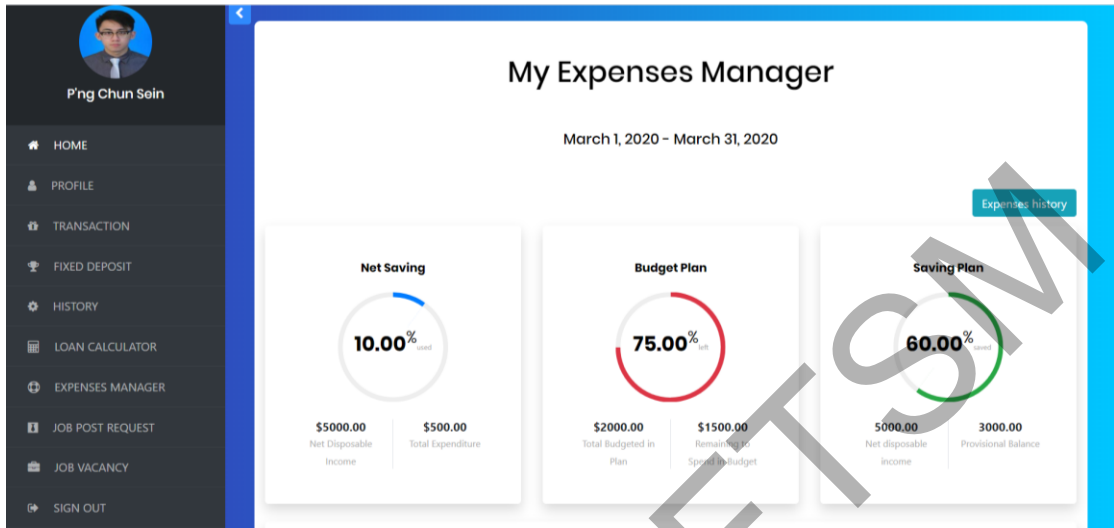 P'ng Chun Sein
HOME
PROFILE
TRANSACTION
FIXED DEPOSIT
HISTORY
LOAN CALCULATOR
EXPENSES MANAGER
JOB POST REQUEST
JOB VACANCY
SIGN OUT
My Expenses Manager
March 1, 2020 - March 31, 2020
Expenses history
Net Saving
10.00% used
$5000.00 $500.00
Net Disposable Total Expenditure
Income
Budget Plan
75.00% left
$2000.00 $1500.00
Total Budgeted in Remaining to
Plan Spend in Budget
Saving Plan
60.00% saved
5000.00 3000.00
Net disposable Provisional Balance
income
FTSM